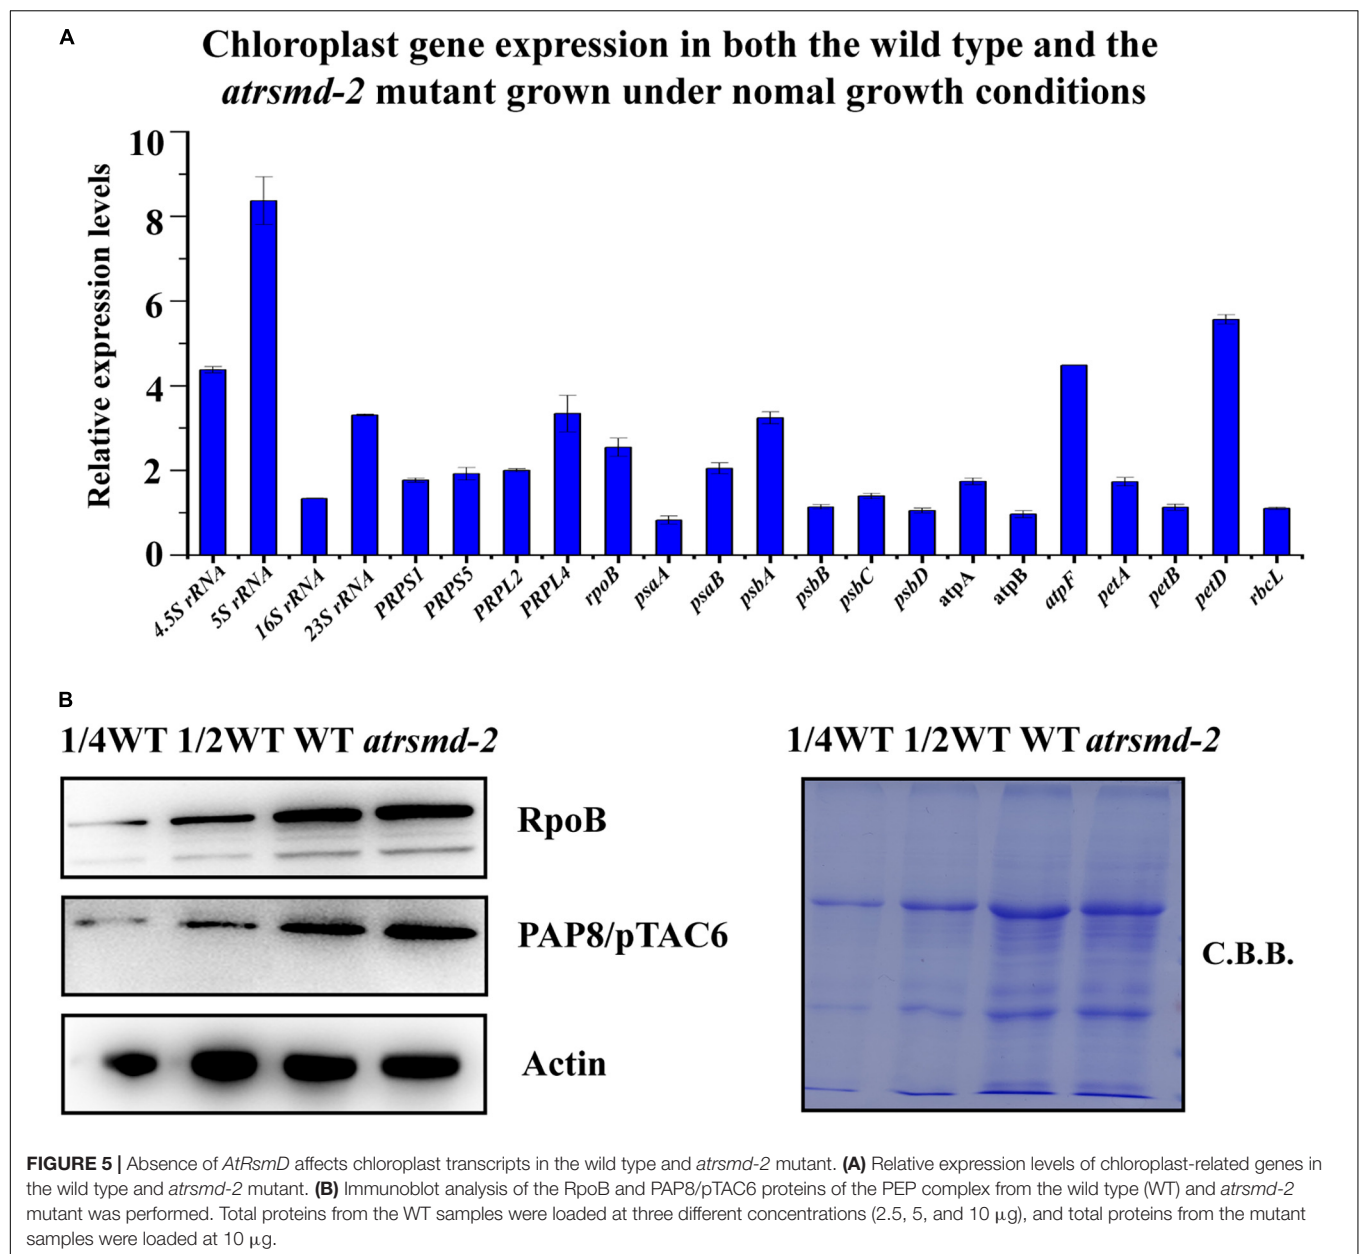 A
Chloroplast gene expression in both the wild type and the
atrsmd-2 mutant grown under nomal growth conditions
Relative expression levels
10
8
6
4
2
0
4.5S rRNA
5S rRNA
16S rRNA
23S rRNA
PRPS1
PRPS5
PRPL2
PRPL4
rpoB
psaA
psaB
psbA
psbB
psbC
psbD
atpA
atpB
atpF
petA
petB
petD
rbcL
B
1/4WT 1/2WT WT atrsmd-2
RpoB
PAP8/pTAC6
Actin
1/4WT 1/2WT WT atrsmd-2
C.B.B.
FIGURE 5 | Absence of AtRsmD affects chloroplast transcripts in the wild type and atrsmd-2 mutant. (A) Relative expression levels of chloroplast-related genes in
the wild type and atrsmd-2 mutant. (B) Immunoblot analysis of the RpoB and PAP8/pTAC6 proteins of the PEP complex from the wild type (WT) and atrsmd-2
mutant was performed. Total proteins from the WT samples were loaded at three different concentrations (2.5, 5, and 10 μg), and total proteins from the mutant
samples were loaded at 10 μg.